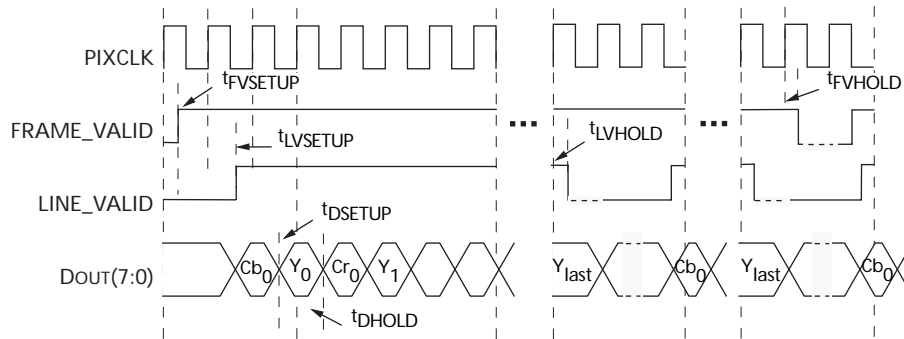 PIXCLK
tFVSETUP
tFVHOLD
FRAME_VALID
tLVSETUP
tLVHOLD
LINE_VALID
tDSETUP
DOUT(7:0)
Cb0 Y0 Cr0 Y1 Ylast Cb0 Ylast Cb0
tDHOLD